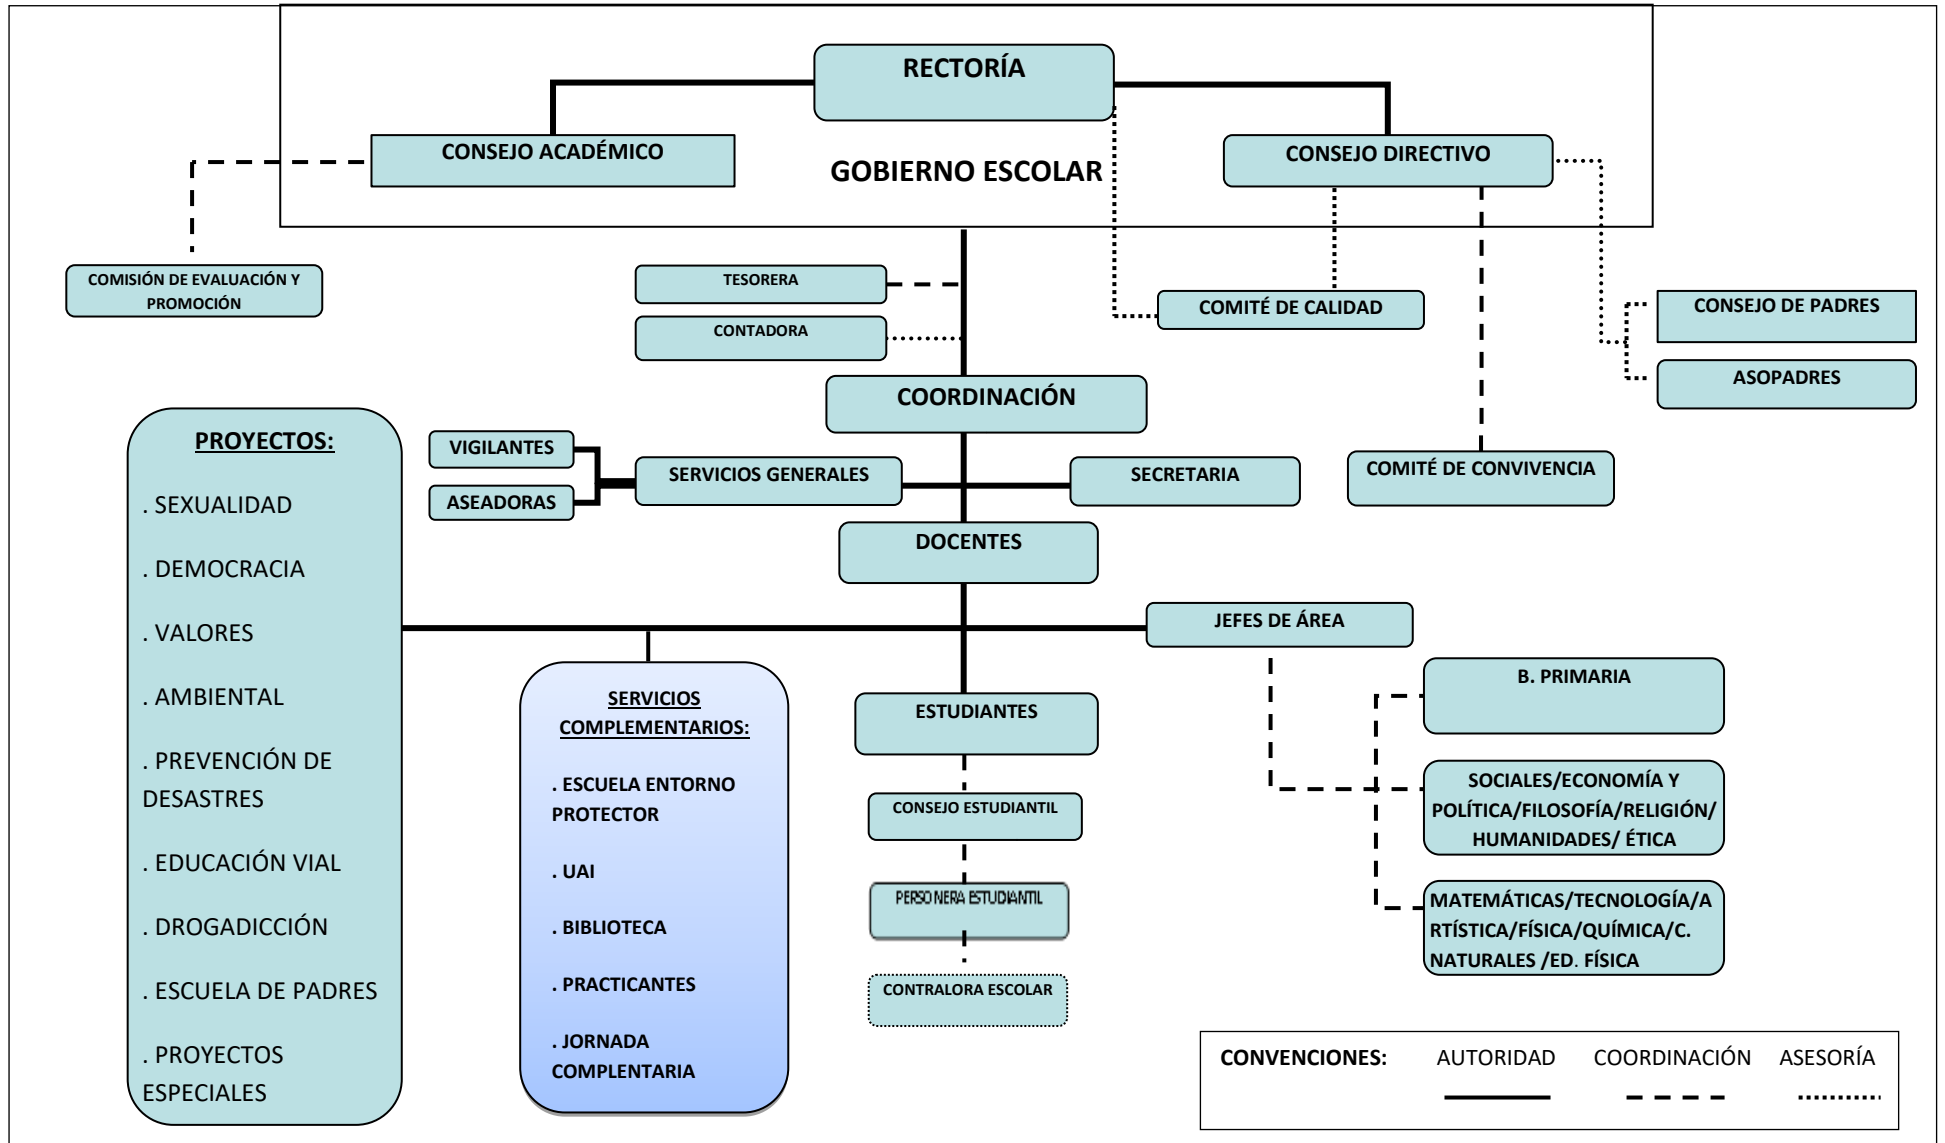 RECTORÍA
CONSEJO ACADÉMICO
CONSEJO DIRECTIVO
GOBIERNO ESCOLAR
COMISIÓN DE EVALUACIÓN Y
PROMOCIÓN
TESORERA
CONTADORA
COMITÉ DE CALIDAD
CONSEJO DE PADRES
ASOPADRES
COORDINACIÓN
VIGILANTES
ASEADORAS
SERVICIOS GENERALES
SECRETARIA
COMITÉ DE CONVIVENCIA
DOCENTES
PROYECTOS:
. SEXUALIDAD
. DEMOCRACIA
. VALORES
. AMBIENTAL
. PREVENCIÓN DE
DESASTRES
. EDUCACIÓN VIAL
. DROGADICCIÓN
. ESCUELA DE PADRES
. PROYECTOS
ESPECIALES
SERVICIOS
COMPLEMENTARIOS:
. ESCUELA ENTORNO
PROTECTOR
. UAI
. BIBLIOTECA
. PRACTICANTES
. JORNADA
COMPLENTARIA
JEFES DE ÁREA
ESTUDIANTES
CONSEJO ESTUDIANTIL
PERSO NERA ESTUDIANTIL
CONTRALORA ESCOLAR
B. PRIMARIA
SOCIALES/ECONOMÍA Y
POLÍTICA/FILOSOFÍA/RELIGIÓN/
HUMANIDADES/ ÉTICA
MATEMÁTICAS/TECNOLOGÍA/A
RTÍSTICA/FÍSICA/QUÍMICA/C.
NATURALES /ED. FÍSICA
CONVENCIONES: AUTORIDAD COORDINACIÓN ASESORÍA